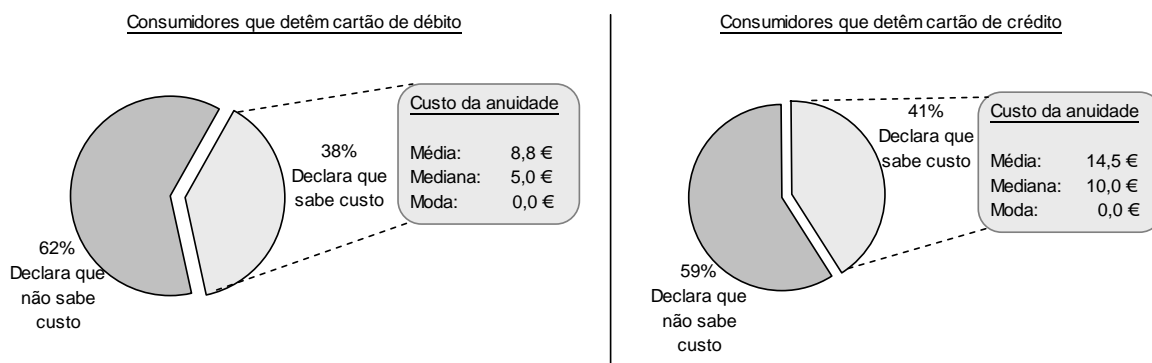 Consumidores que detêm cartão de débito
38%
Declara que
sabe custo
62%
Declara que
não sabe
custo
Custo da anuidade
Média: 8,8 €
Mediana: 5,0 €
Moda: 0,0 €
Consumidores que detêm cartão de crédito
41%
Declara que
sabe custo
59%
Declara que
não sabe
custo
Custo da anuidade
Média: 14,5 €
Mediana: 10,0 €
Moda: 0,0 €